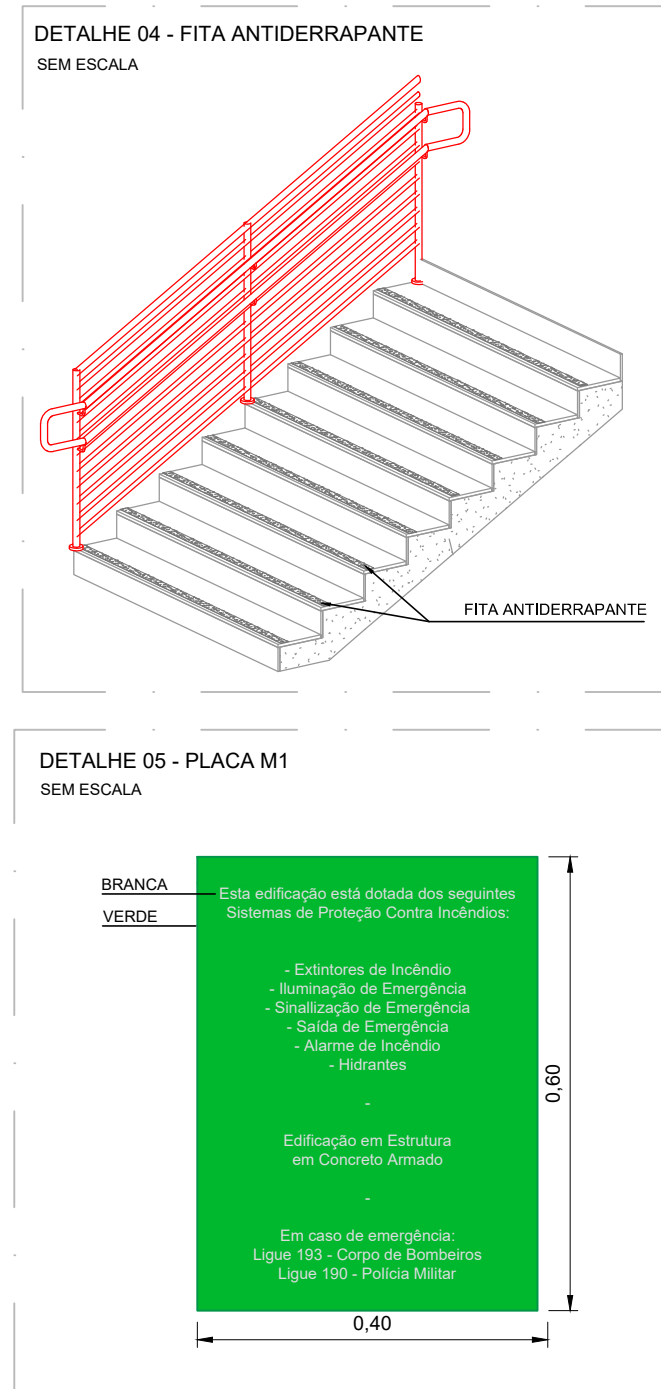 DETALHE 04 - FITA ANTIDERRAPANTE
SEM ESCALA
FITA ANTIDERRAPANTE
DETALHE 05 - PLACA M1
SEM ESCALA
BRANCA
VERDE
Esta edificação está dotada dos seguintes
Sistemas de Proteção Contra Incêndios:
- Extintores de Incêndio
- Iluminação de Emergência
- Sinallização de Emergência
- Saída de Emergência
- Alarme de Incêndio
- Hidrantes
-
Edificação em Estrutura
em Concreto Armado
-
Em caso de emergência:
Ligue 193 - Corpo de Bombeiros
Ligue 190 - Polícia Militar
0,60
0,40